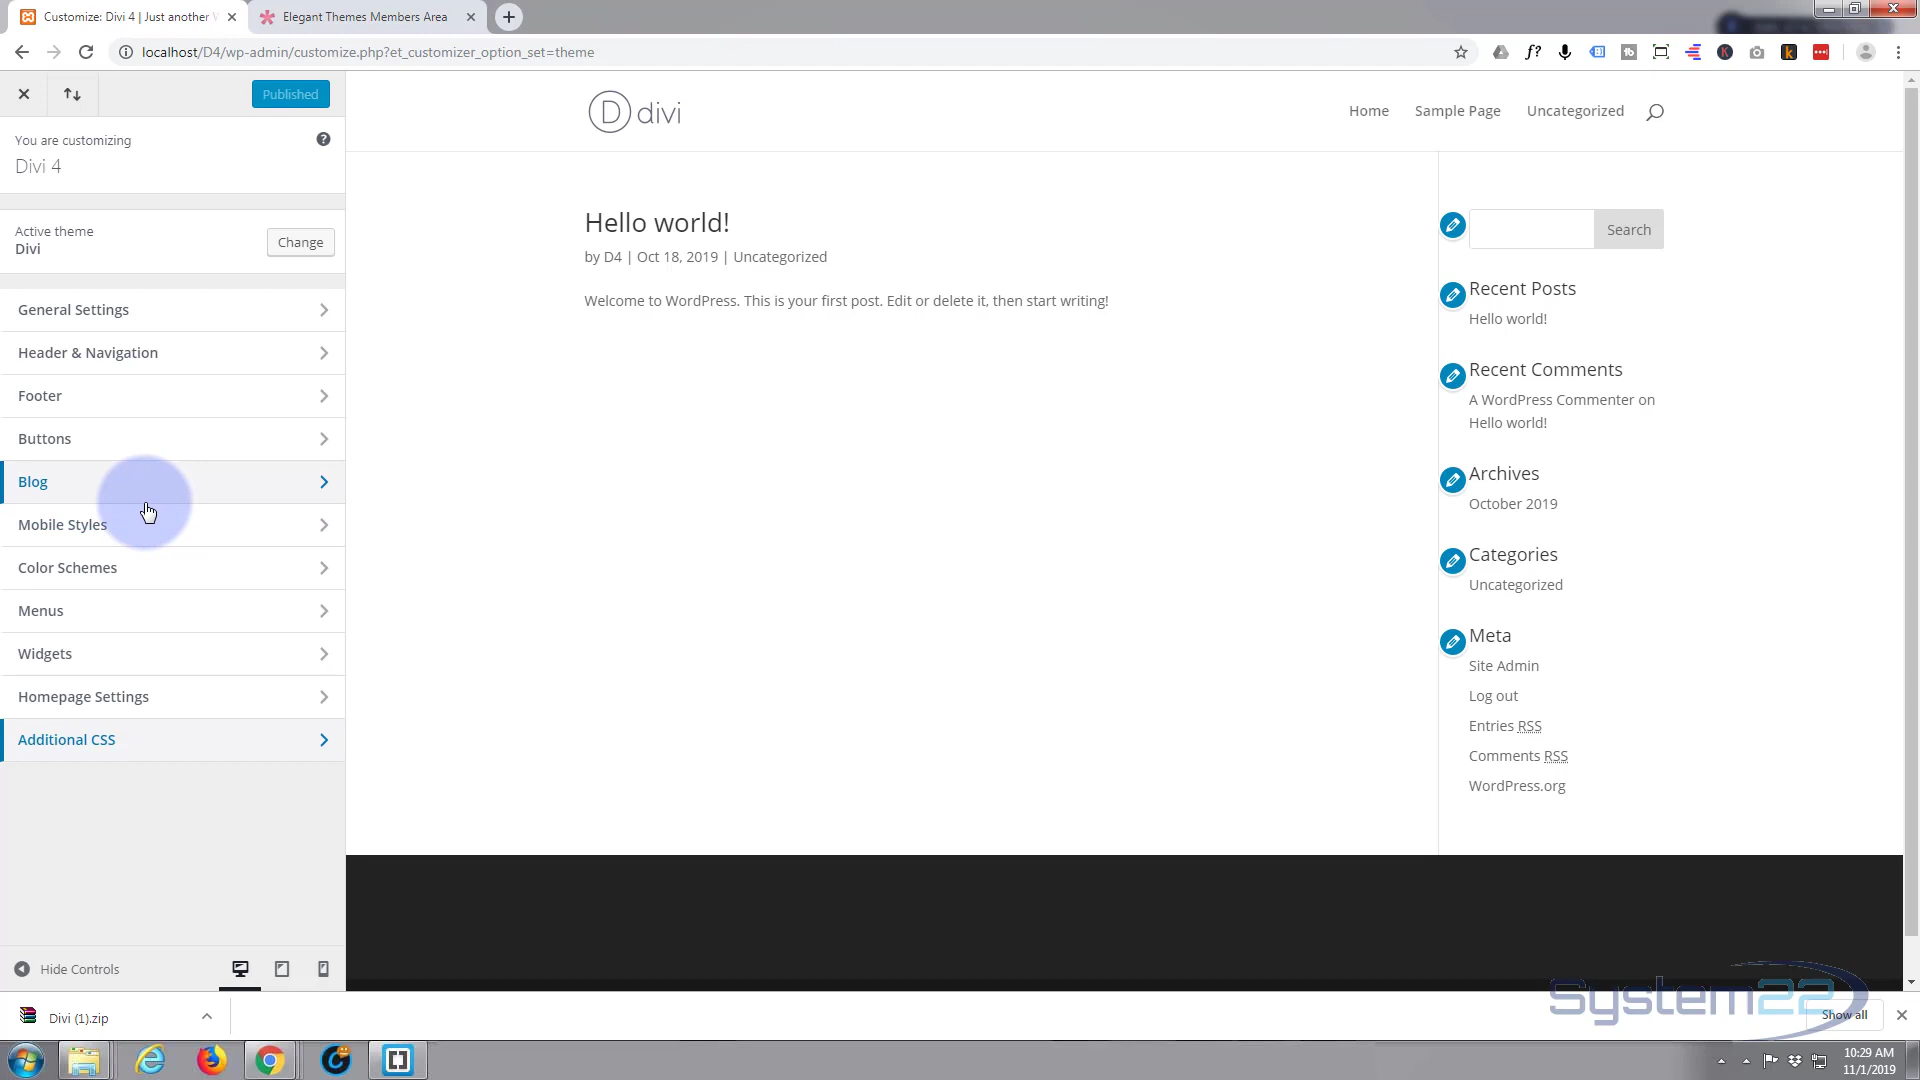 Customize: Divi 4 | Just another W
Elegant Themes Members Area
localhost/D4/wp-admin/customize.php?et_customizer_option_set=theme
Published
You are customizing
Divi 4
Active theme
Divi
Change
General Settings
Header & Navigation
Footer
Buttons
Blog
Mobile Styles
Color Schemes
Menus
Widgets
Homepage Settings
Additional CSS
Hide Controls
D divi
Home
Sample Page
Uncategorized
Hello world!
by D4 | Oct 18, 2019 | Uncategorized
Welcome to WordPress. This is your first post. Edit or delete it, then start writing!
Search
Recent Posts
Hello world!
Recent Comments
A WordPress Commenter on
Hello world!
Archives
October 2019
Categories
Uncategorized
Meta
Site Admin
Log out
Entries RSS
Comments RSS
WordPress.org
System22
Divi (1).zip
Show all
10:29 AM
11/1/2019